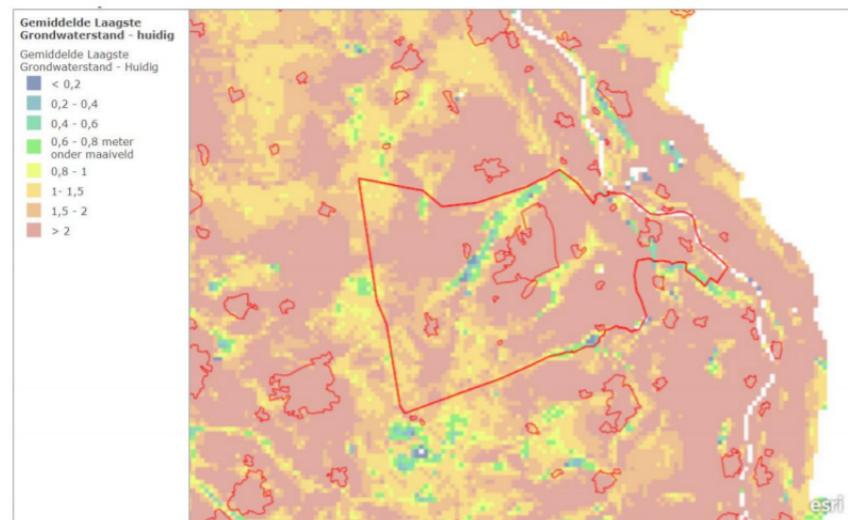 Gemiddelde Laagste
Grondwaterstand - huidig
Gemiddelde Laagste
Grondwaterstand - Huidig
< 0,2
0,2 - 0,4
0,4 - 0,6
0,6 - 0,8 meter
onder maaiveld
0,8 - 1
1- 1,5
1,5 - 2
> 2
esri